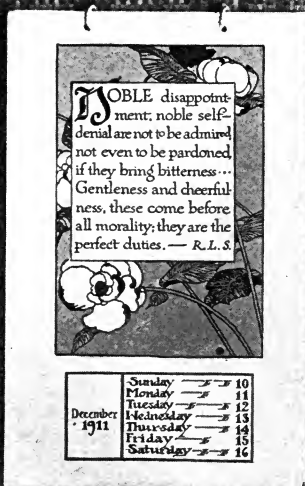 NOBLE disappoint-
ment; noble self-
denial are not to be admired,
not even to be pardoned,
if they bring bitterness...
Gentleness and cheerful-
ness, these come before
all morality; they are the
perfect duties. — R.L.S.
December
1911
Sunday 10
Monday 11
Tuesday 12
Wednesday 13
Thursday 14
Friday 15
Saturday 16